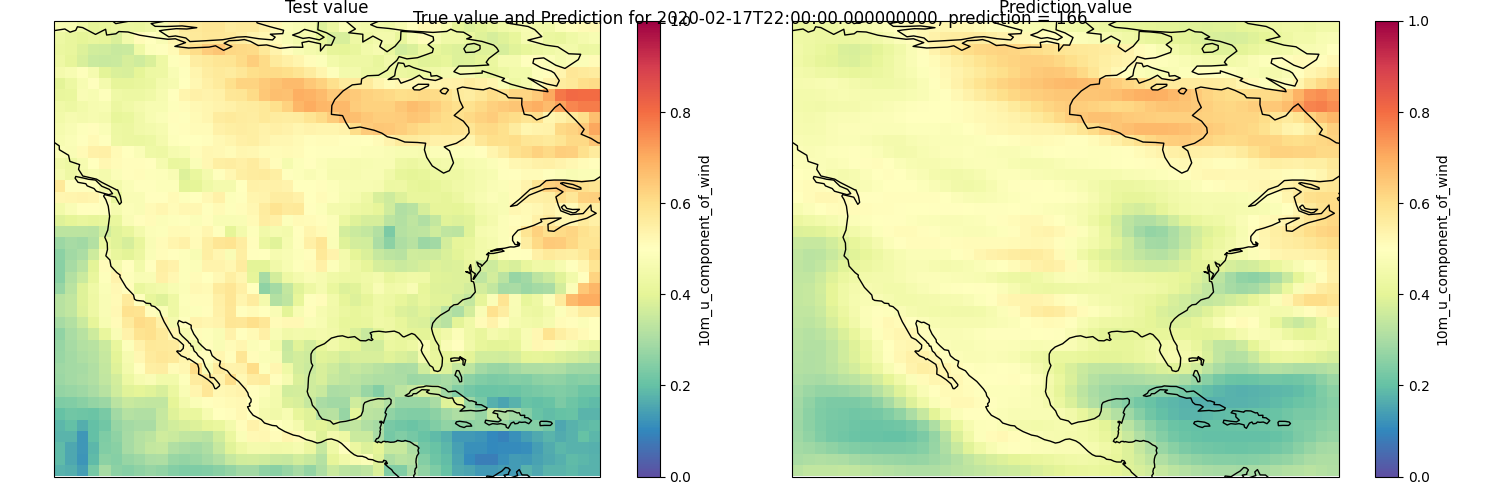 True value and Prediction for 2020-02-17T22:00:00.000000000, prediction = 166
Test value
Prediction value
1.0
0.8
0.6
0.4
0.2
0.0
10m_u_component_of_wind
1.0
0.8
0.6
0.4
0.2
0.0
10m_u_component_of_wind